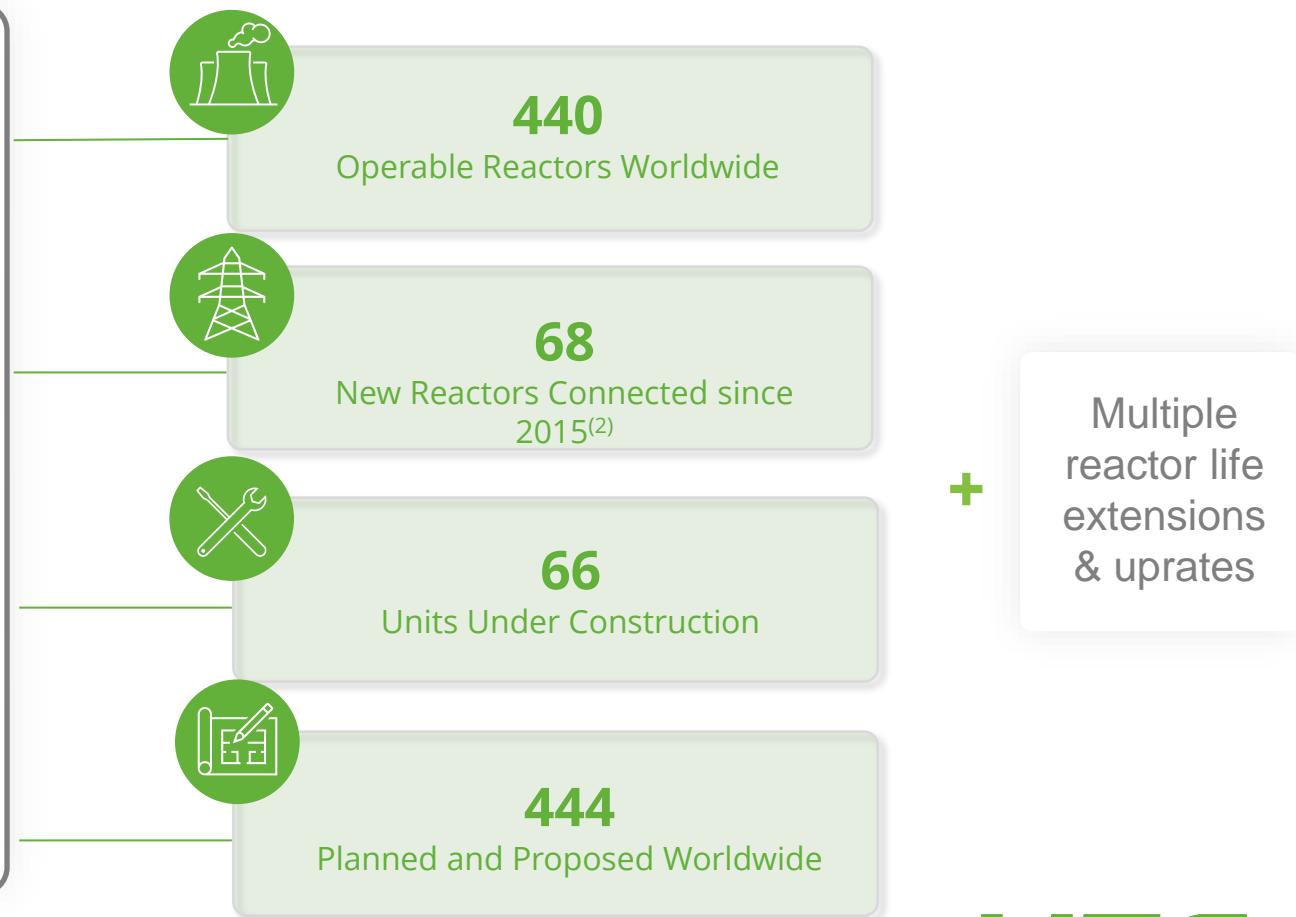 440
Operable Reactors Worldwide
68
New Reactors Connected since
2015(2)
66
Units Under Construction
444
Planned and Proposed Worldwide
+
Multiple
reactor life
extensions
& uprates